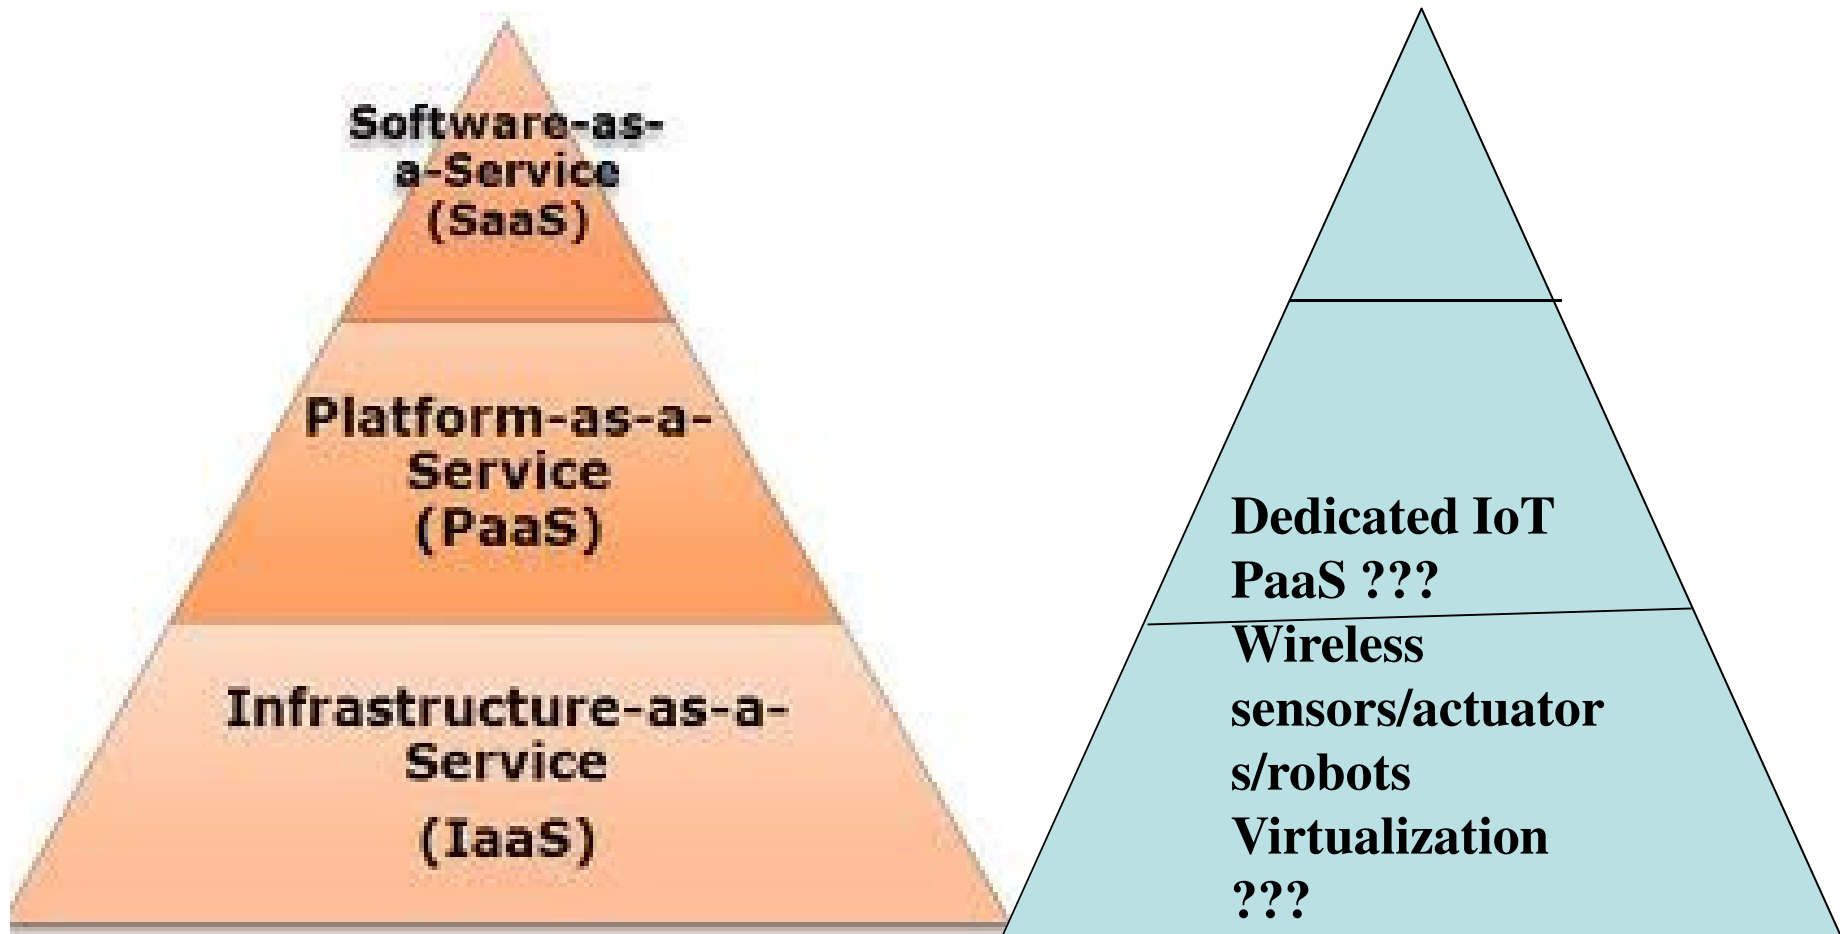 Software-as-
a-Service
(SaaS)
Platform-as-a-
Service
(PaaS)
Infrastructure-as-a-
Service
(IaaS)
Dedicated IoT
PaaS ???
Wireless
sensors/actuator
s/robots
Virtualization
???